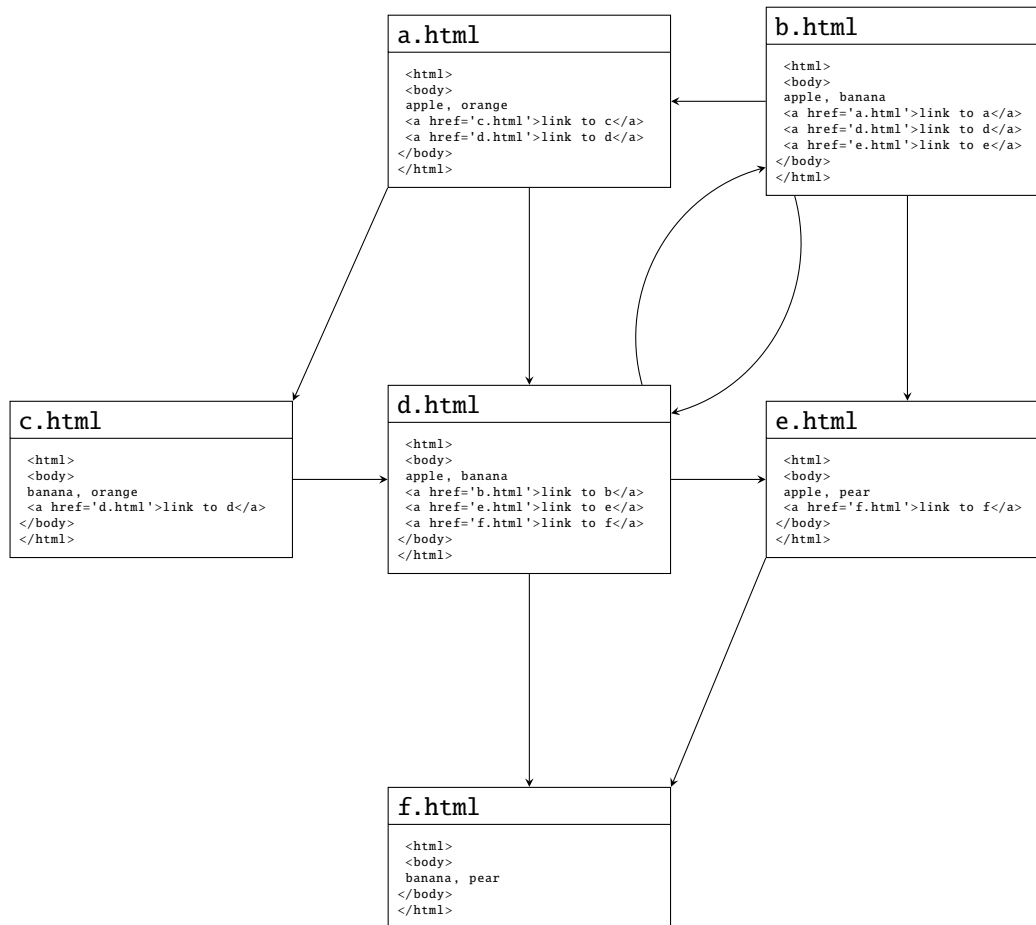 a.html
<html>
<body>
apple, orange
<a href='c.html'>link to c</a>
<a href='d.html'>link to d</a>
</body>
</html>
b.html
<html>
<body>
apple, banana
<a href='a.html'>link to a</a>
<a href='d.html'>link to d</a>
<a href='e.html'>link to e</a>
</body>
</html>
c.html
<html>
<body>
banana, orange
<a href='d.html'>link to d</a>
</body>
</html>
d.html
<html>
<body>
apple, banana
<a href='b.html'>link to b</a>
<a href='e.html'>link to e</a>
<a href='f.html'>link to f</a>
</body>
</html>
e.html
<html>
<body>
apple, pear
<a href='f.html'>link to f</a>
</body>
</html>
f.html
<html>
<body>
banana, pear
</body>
</html>